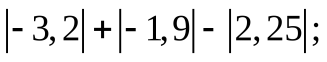 |- 3,2| + |- 1,9| - |2,25|;